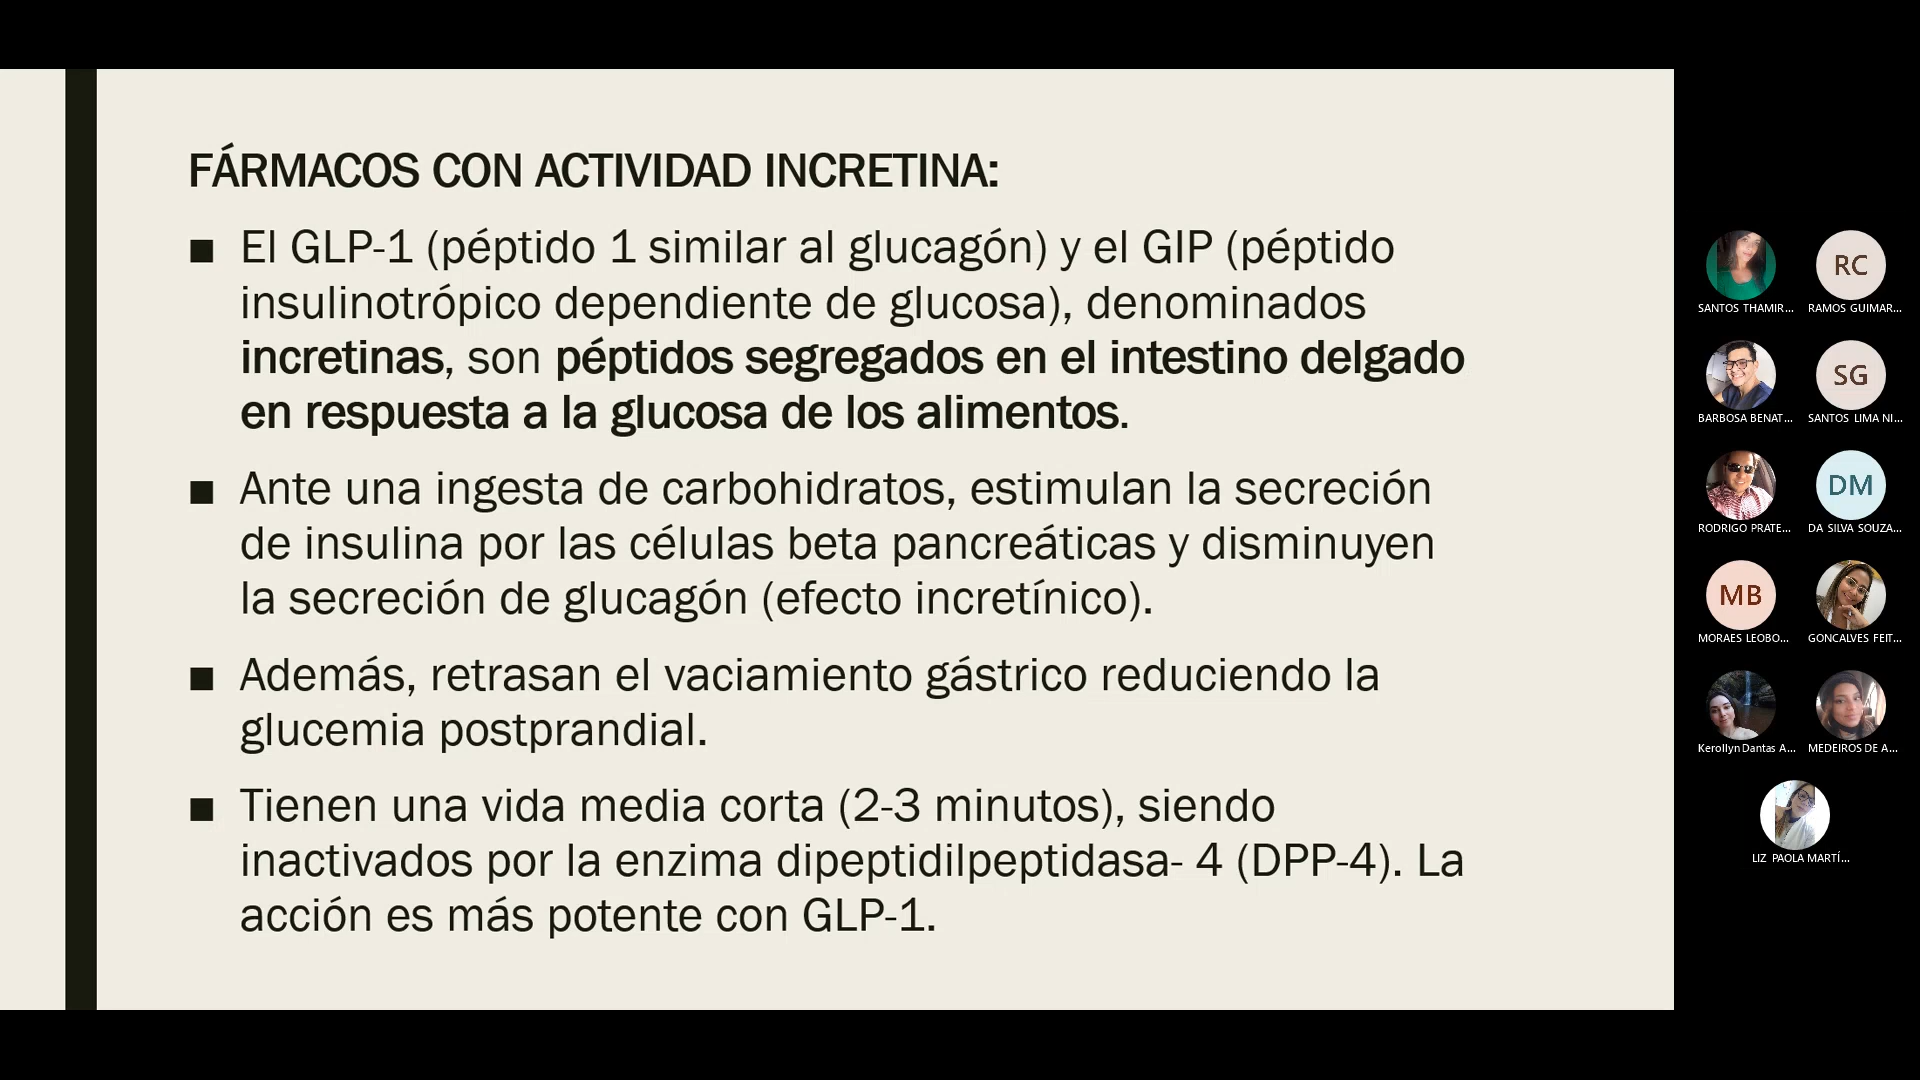 FÁRMACOS CON ACTIVIDAD INCRETINA:
■ El GLP-1 (péptido 1 similar al glucagón) y el GIP (péptido
insulinotrópico dependiente de glucosa), denominados
incretinas, son péptidos segregados en el intestino delgado
en respuesta a la glucosa de los alimentos.
■ Ante una ingesta de carbohidratos, estimulan la secreción
de insulina por las células beta pancreáticas y disminuyen
la secreción de glucagón (efecto incretínico).
■ Además, retrasan el vaciamiento gástrico reduciendo la
glucemia postprandial.
■ Tienen una vida media corta (2-3 minutos), siendo
inactivados por la enzima dipeptidilpeptidasa- 4 (DPP-4). La
acción es más potente con GLP-1.
RC
SANTOS THAMIR... RAMOS GUIMAR...
SG
BARBOSA BENAT... SANTOS LIMA NI...
DM
RODRIGO PRATE... DA SILVA SOUZA...
MB
MORAES LEOBO... GONCALVES FEIT...
Kerollyn Dantas A... MEDEIROS DE A...
LIZ PAOLA MARTÍ...